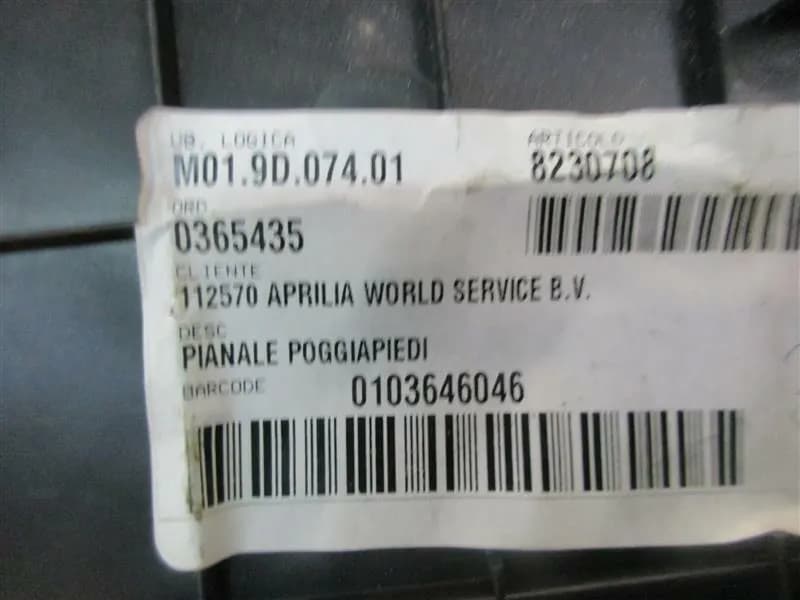 UB. LOGICA ARTICOLO
M01.9D.074.01 8230708
ORD
0365435
CLIENTE
112570 APRILIA WORLD SERVICE B.V.
DESC
PIANALE POGGIAPIEDI
BARCODE 0103646046